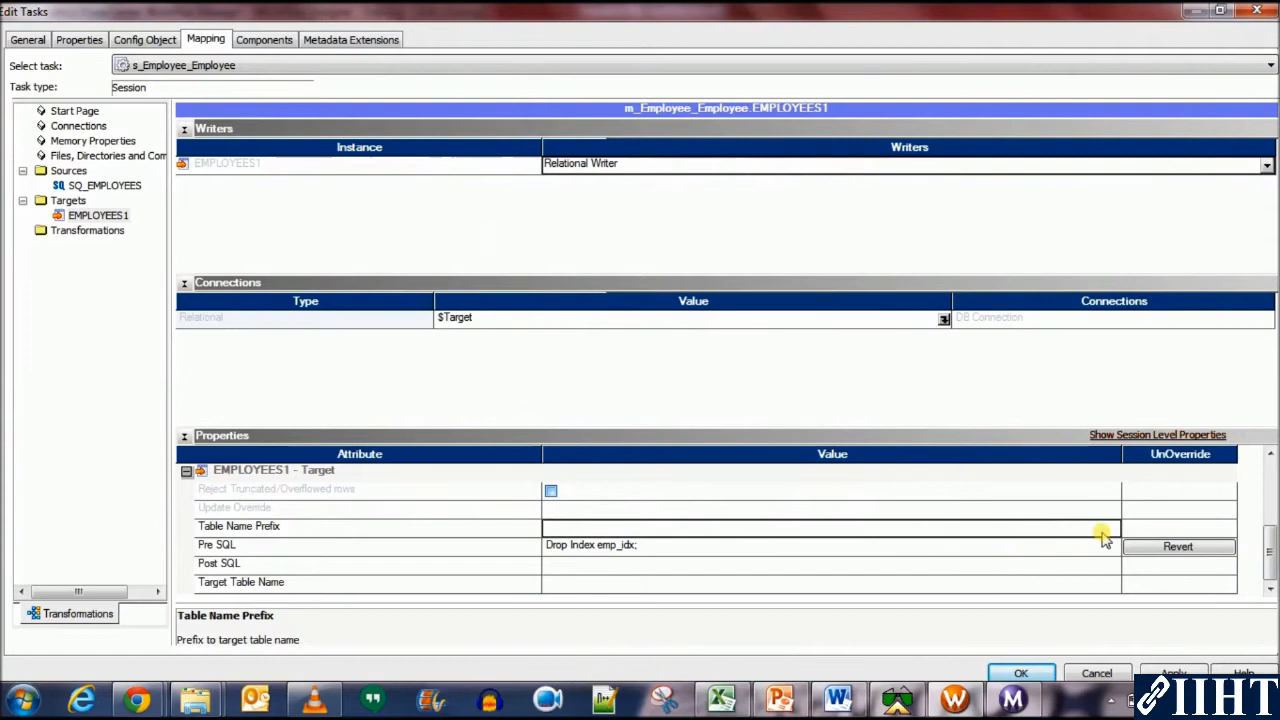 Edit Tasks
General
Properties
Config Object
Mapping
Components
Metadata Extensions
Select task:
s_Employee_Employee
Task type:
Session
Start Page
Connections
Memory Properties
Files, Directories and Com
Sources
SQ_EMPLOYEES
Targets
EMPLOYEES1
Transformations
Transformations
m_Employee_Employee.EMPLOYEES1
Writers
Instance
Writers
EMPLOYEES1
Relational Writer
Connections
Type
Value
Connections
Relational
$Target
DB Connection
Properties
Show Session Level Properties
Attribute
Value
UnOverride
EMPLOYEES1 - Target
Reject Truncated/Overflowed rows
Update Override
Table Name Prefix
Pre SQL
Drop Index emp_idx;
Revert
Post SQL
Target Table Name
Table Name Prefix
Prefix to target table name
OK
Cancel
Apply
Help
IIHT